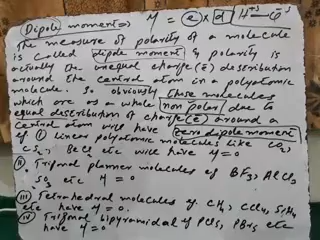 Dipole moment ⇒ μ = (e) × d H⁺—Cl⁻
The measure of polarity of a molecule
is called dipole moment & polarity is
actually the unequal charge (e̅) distribution
around the central atom in a polyatomic
molecule. So obviously those molecules
which are as a whole non polar due to
equal distribution of charge (e̅) around a
central atom will have zero dipole moment
(I) linear polyatomic molecules like CO₂
CS₂, BeCl₂ etc will have μ = 0
II Trigonal planner molecules of BF₃, AlCl₃
SO₃ etc μ = 0
III Tetrahedral molecules of CH₄, CCl₄, SiH₄
etc have μ = 0.
IV Trigonal bipyramidal of PCl₅, PBr₅ etc
have μ = 0.